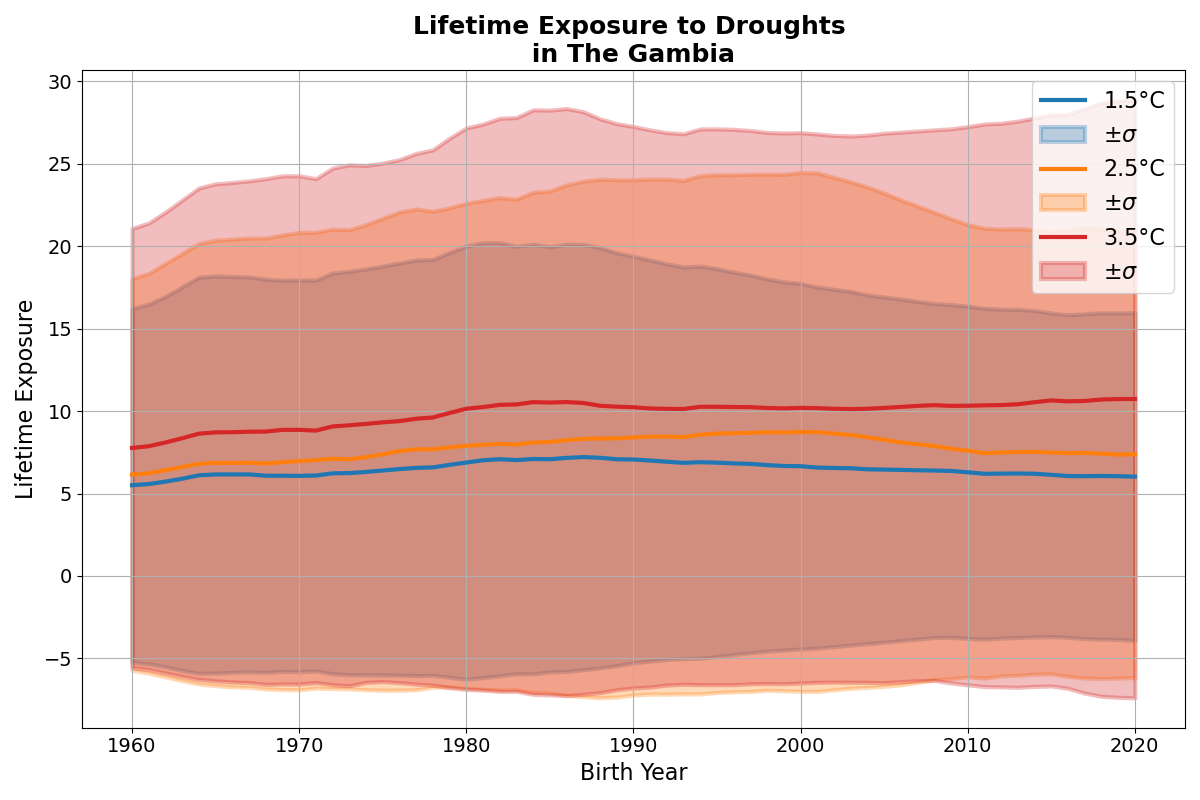 Lifetime Exposure to Droughts
in The Gambia
30
25
20
15
10
5
0
−5
Lifetime Exposure
1.5°C
±σ
2.5°C
±σ
3.5°C
±σ
1960
1970
1980
1990
2000
2010
2020
Birth Year